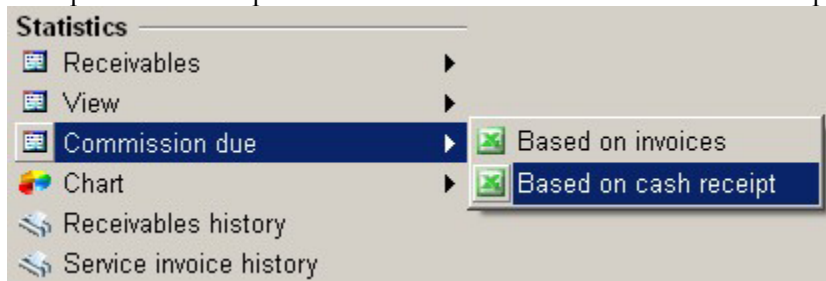 Statistics
Receivables
View
Commission due
Based on invoices
Chart
Based on cash receipt
Receivables history
Service invoice history